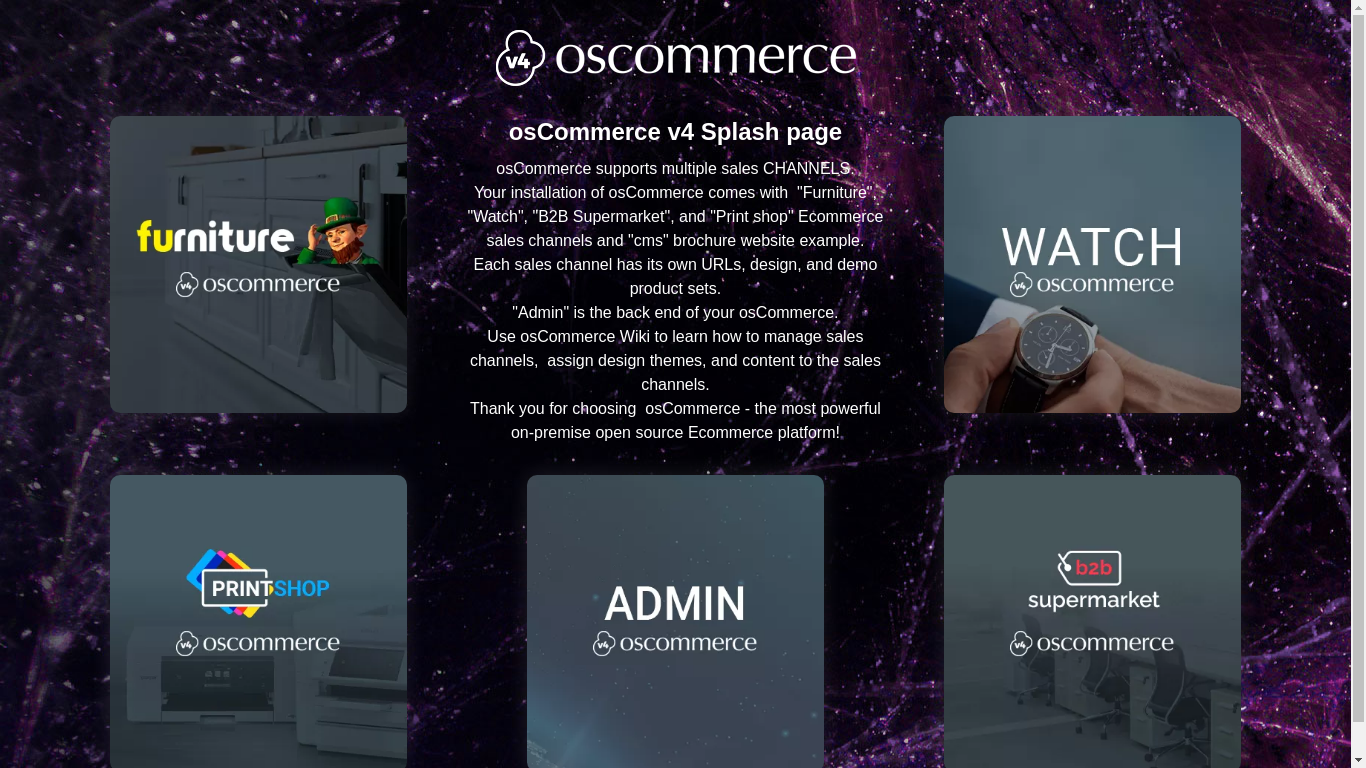 v4 oscommerce
osCommerce v4 Splash page
osCommerce supports multiple sales CHANNELS.
Your installation of osCommerce comes with "Furniture",
"Watch", "B2B Supermarket", and "Print shop" Ecommerce
sales channels and "cms" brochure website example.
Each sales channel has its own URLs, design, and demo
product sets.
"Admin" is the back end of your osCommerce.
Use osCommerce Wiki to learn how to manage sales
channels, assign design themes, and content to the sales
channels.
Thank you for choosing osCommerce - the most powerful
on-premise open source Ecommerce platform!
furniture
v4 oscommerce
WATCH
v4 oscommerce
PRINTSHOP
v4 oscommerce
ADMIN
v4 oscommerce
b2b
supermarket
v4 oscommerce